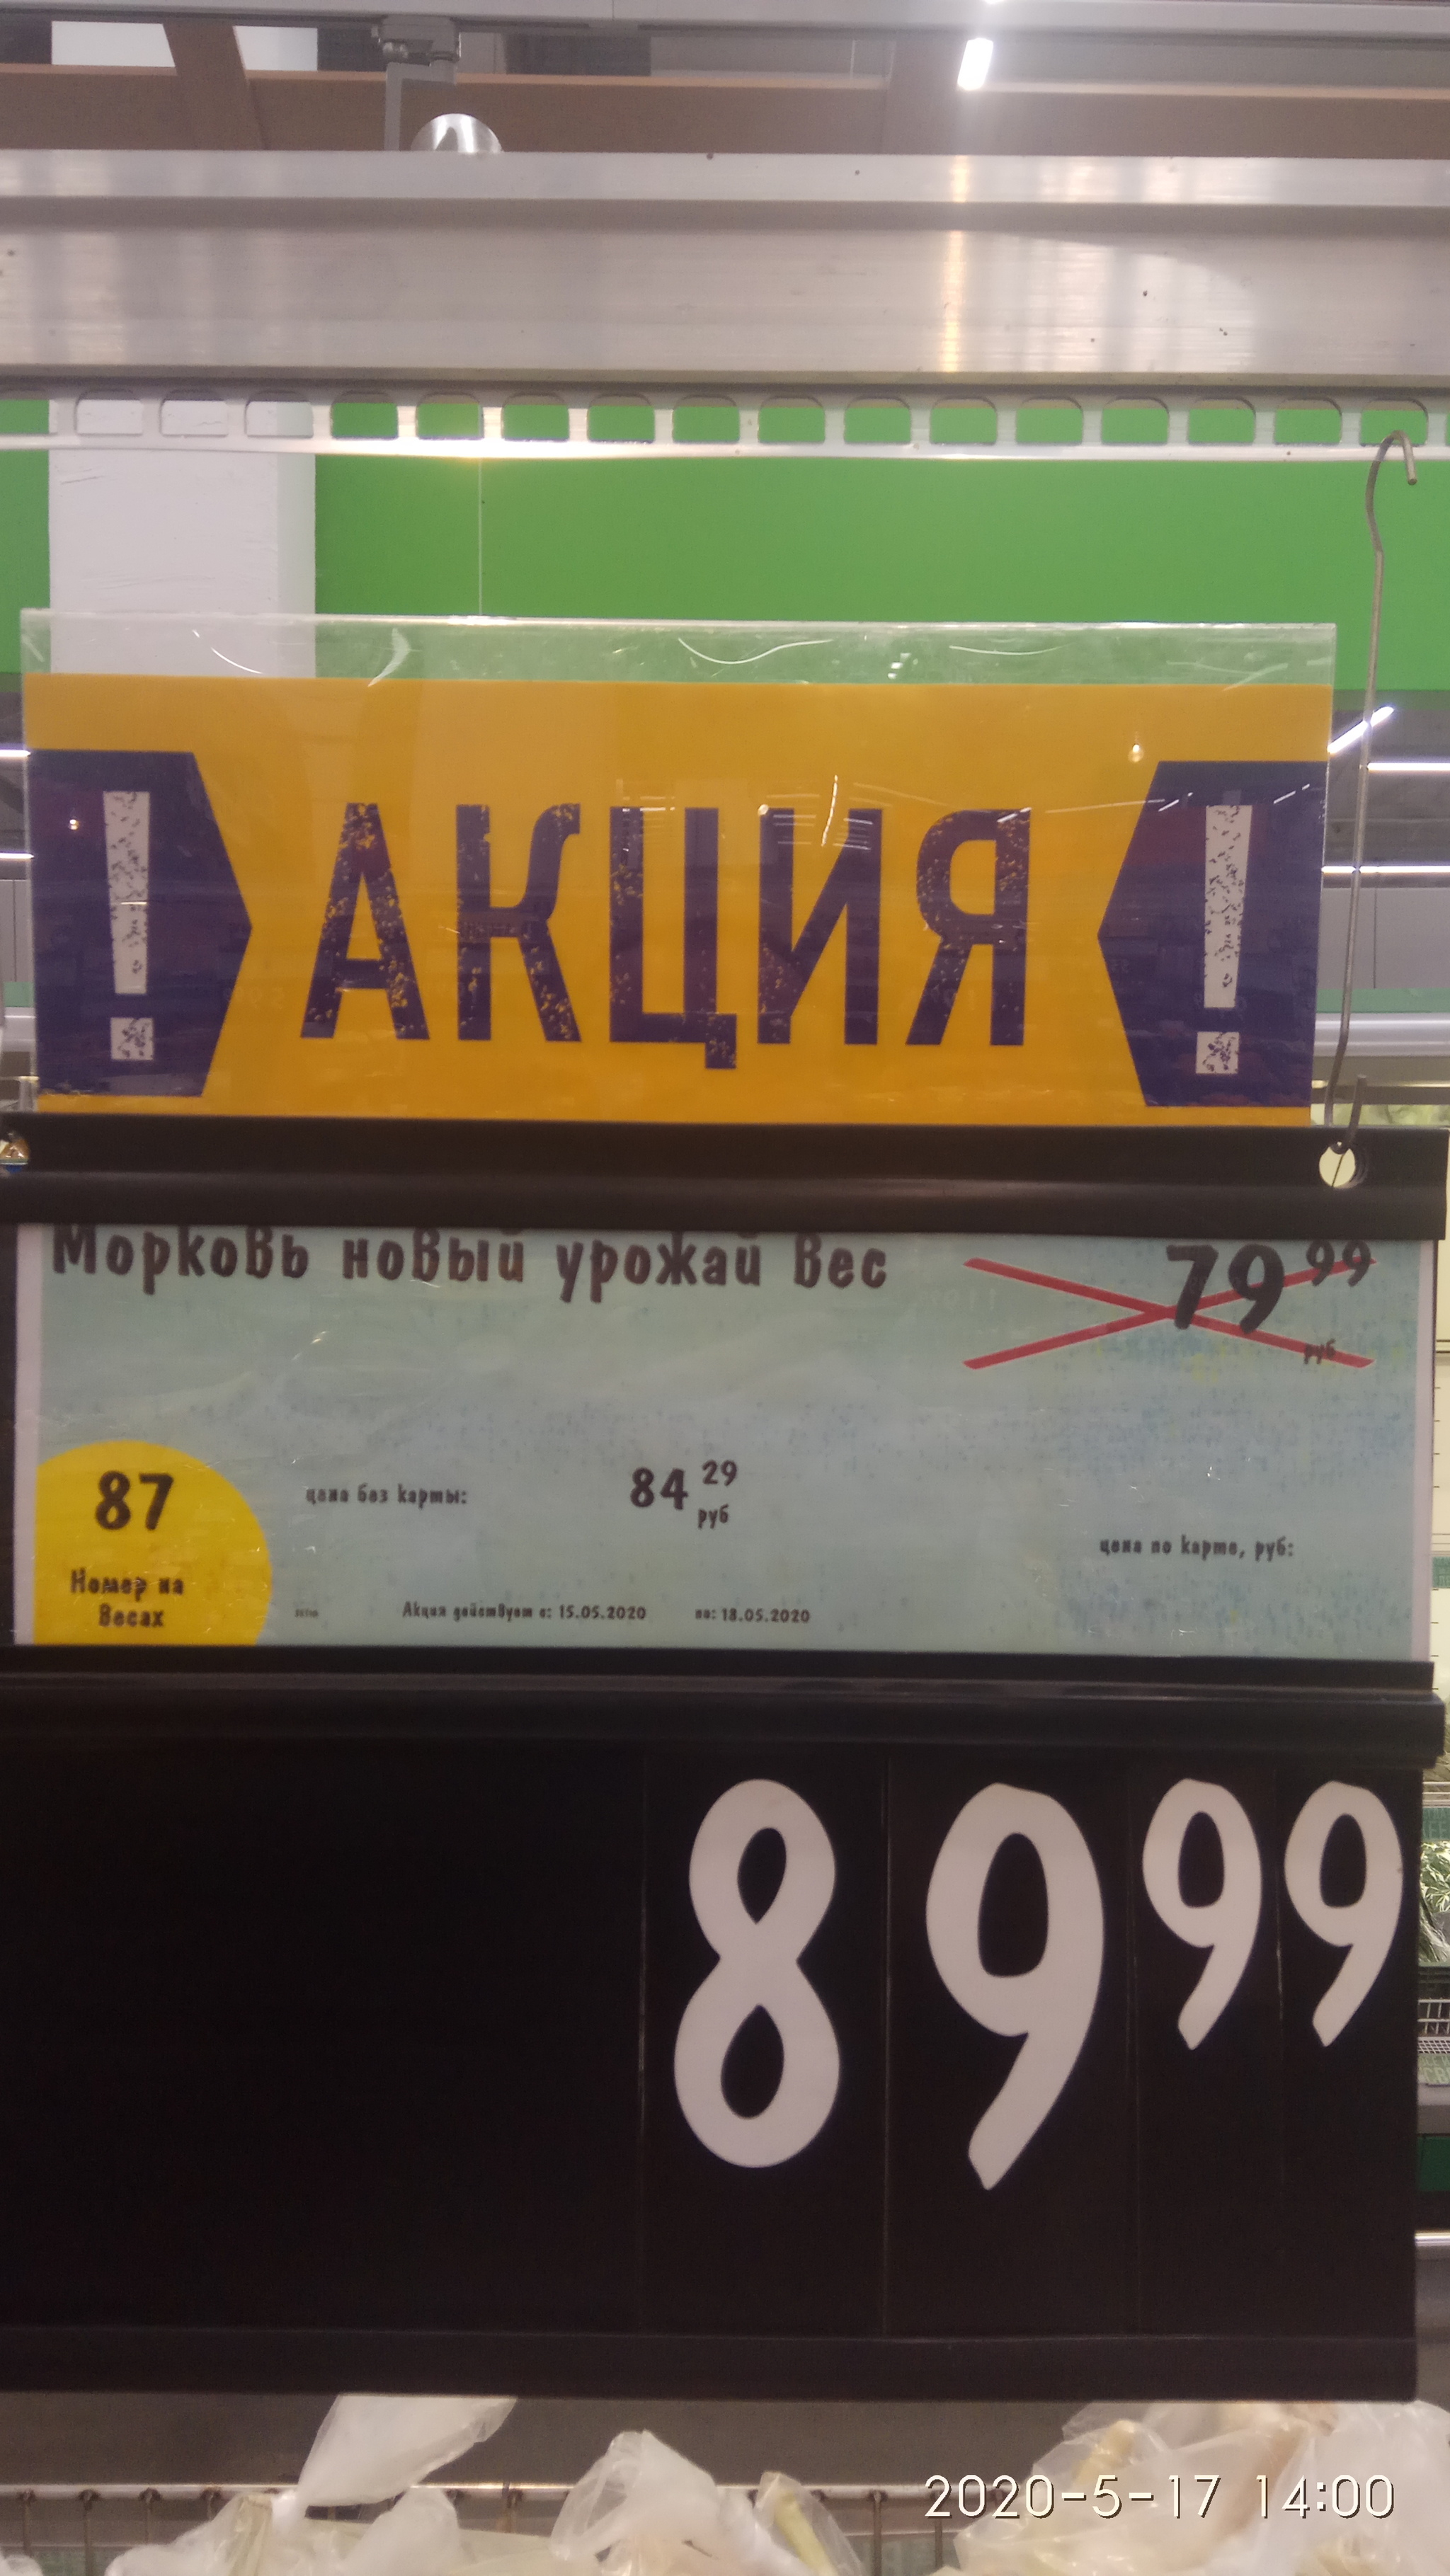 ! АКЦИЯ !
Морковь новый урожай вес
79 99
руб
87
Номер на
Весах
цена без карты:
84 29
руб
цена по карте, руб:
Акция действует с: 15.05.2020 по: 18.05.2020
89 99
2020-5-17 14:00